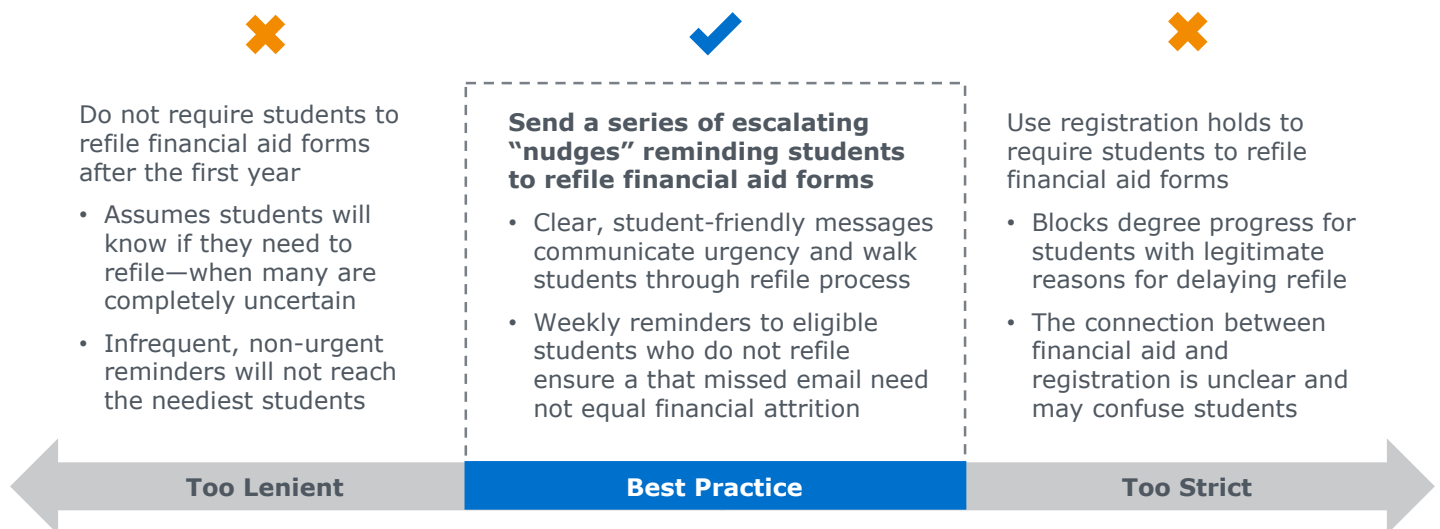 Do not require students to
refile financial aid forms
after the first year
• Assumes students will
know if they need to
refile—when many are
completely uncertain
• Infrequent, non-urgent
reminders will not reach
the neediest students
Send a series of escalating
“nudges” reminding students
to refile financial aid forms
• Clear, student-friendly messages
communicate urgency and walk
students through refile process
• Weekly reminders to eligible
students who do not refile
ensure a that missed email need
not equal financial attrition
Use registration holds to
require students to refile
financial aid forms
• Blocks degree progress for
students with legitimate
reasons for delaying refile
• The connection between
financial aid and
registration is unclear and
may confuse students
Too Lenient
Best Practice
Too Strict